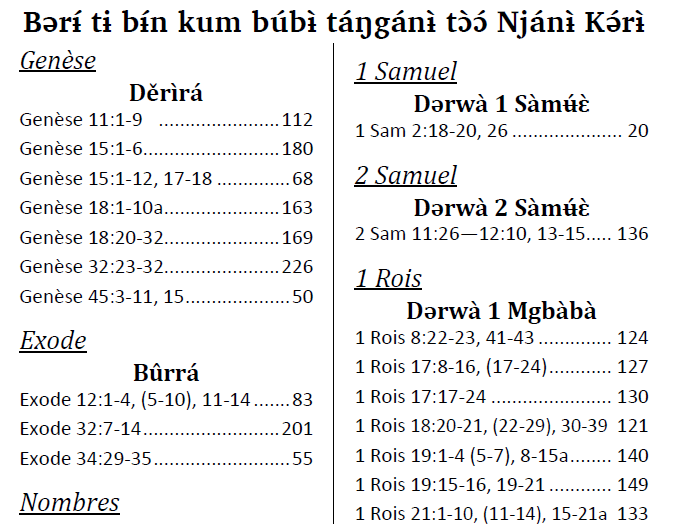 Bərɨ́ tɨ bɨ́n kum búbɨ̀ táŋgánɨ̀ tɔ̀ɔ́ Njánɨ̀ Kə́rɨ̀
Genèse
Děrìrá
Genèse 11:1-9 ........................ 112
Genèse 15:1-6......................... 180
Genèse 15:1-12, 17-18 ............ 68
Genèse 18:1-10a..................... 163
Genèse 18:20-32..................... 169
Genèse 32:23-32..................... 226
Genèse 45:3-11, 15................... 50
Exode
Bûrrá
Exode 12:1-4, (5-10), 11-14 ....... 83
Exode 32:7-14......................... 201
Exode 34:29-35......................... 55
Nombres
1 Samuel
Dərwà 1 Sàmʉ́ɛ̀
1 Sam 2:18-20, 26 ...................... 20
2 Samuel
Dərwà 2 Sàmʉ́ɛ̀
2 Sam 11:26—12:10, 13-15..... 136
1 Rois
Dərwà 1 Mgbàbà
1 Rois 8:22-23, 41-43 .............. 124
1 Rois 17:8-16, (17-24)............ 127
1 Rois 17:17-24 ....................... 130
1 Rois 18:20-21, (22-29), 30-39 121
1 Rois 19:1-4 (5-7), 8-15a........ 140
1 Rois 19:15-16, 19-21 ............ 149
1 Rois 21:1-10, (11-14), 15-21a 133